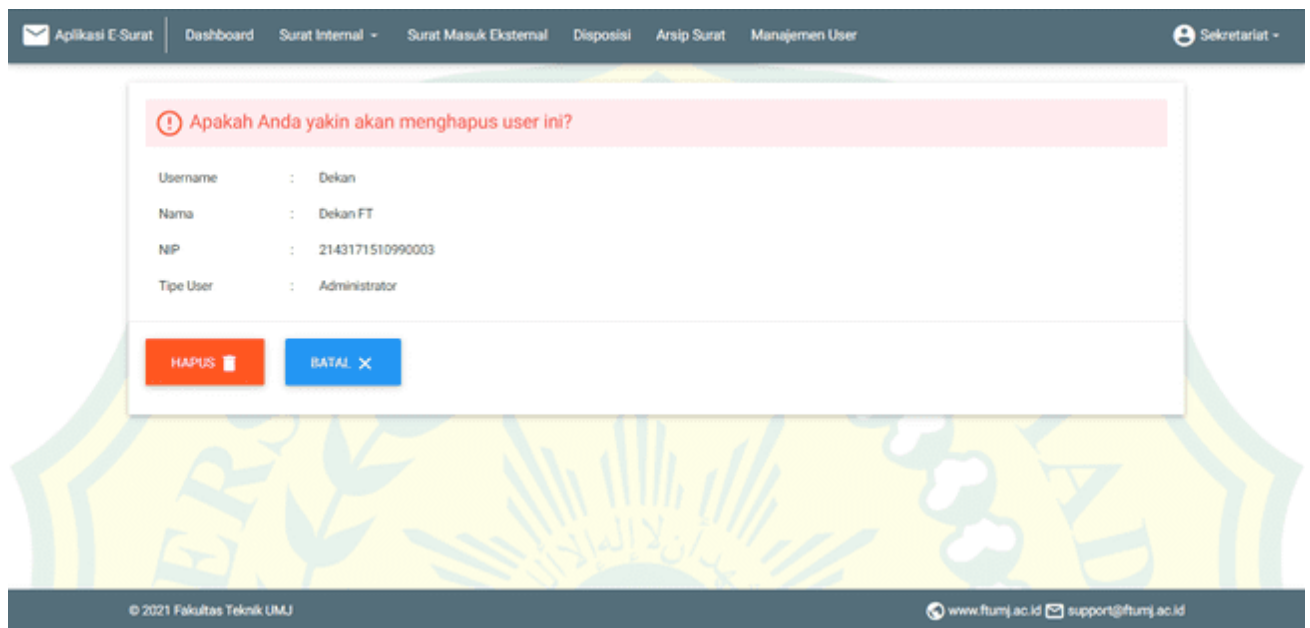 Aplikasi E-Surat Dashboard Surat Internal Surat Masuk Eksternal Disposisi Arsip Surat Manajemen User Sekretariat
Apakah Anda yakin akan menghapus user ini?
Username : Dekan
Nama : Dekan FT
NIP : 2143171510990003
Tipe User : Administrator
HAPUS BATAL
ERS AD
© 2021 Fakultas Teknik UMJ www.ftumj.ac.id support@ftumj.ac.id